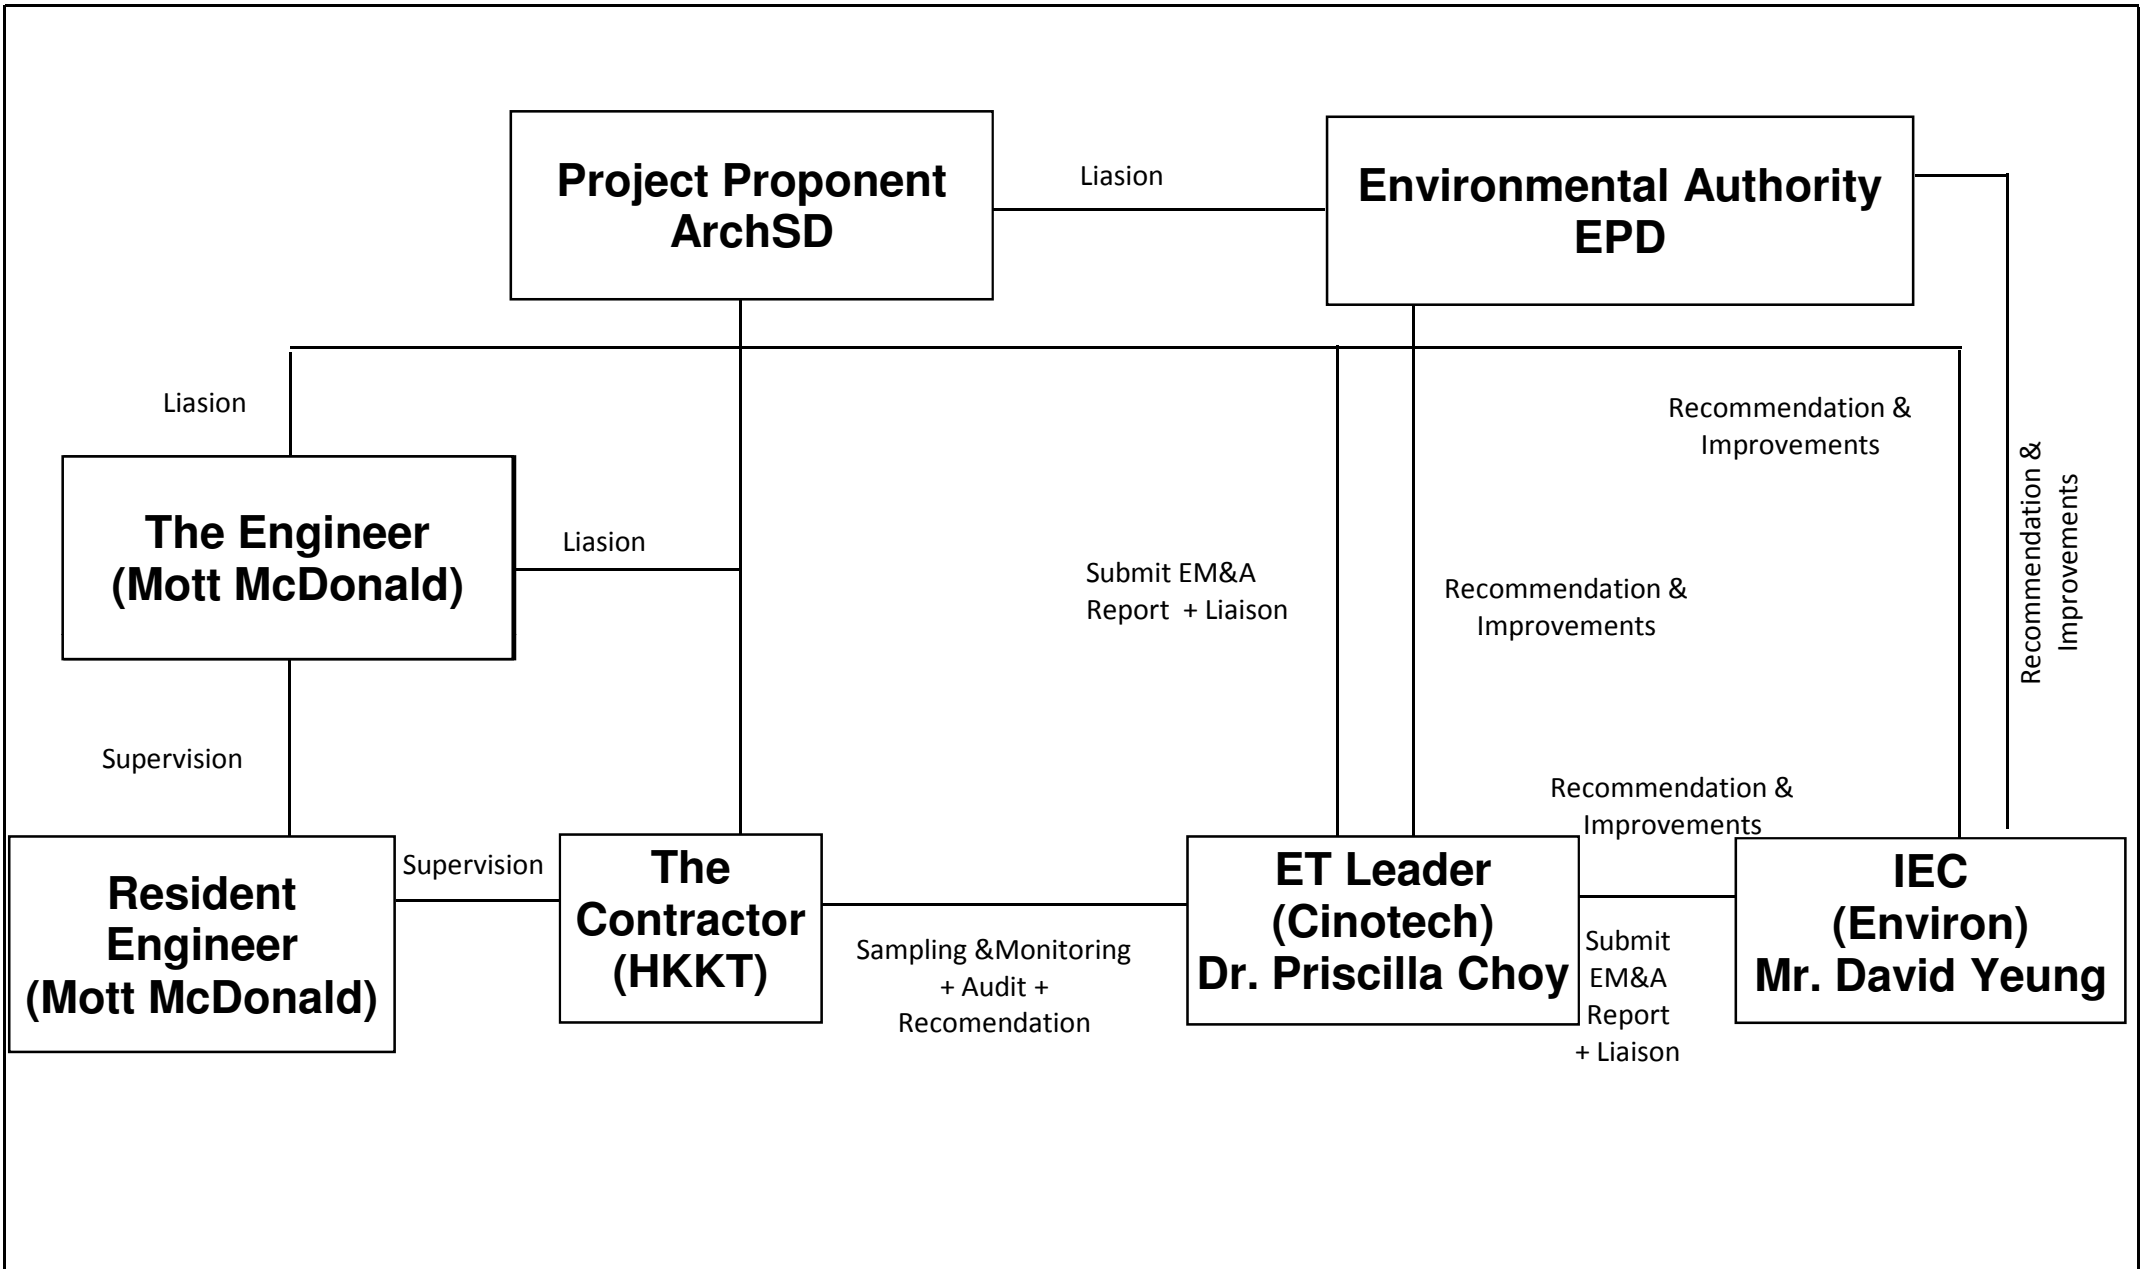 Project Proponent
ArchSD
Liasion
Environmental Authority
EPD
Liasion
Recommendation &
Improvements
Recommendation &
Improvements
The Engineer
(Mott McDonald)
Liasion
Submit EM&A
Report + Liaison
Recommendation &
Improvements
Supervision
Recommendation &
Improvements
Resident
Engineer
(Mott McDonald)
Supervision
The
Contractor
(HKKT)
Sampling &Monitoring
+ Audit +
Recomendation
ET Leader
(Cinotech)
Dr. Priscilla Choy
Submit
EM&A
Report
+ Liaison
IEC
(Environ)
Mr. David Yeung